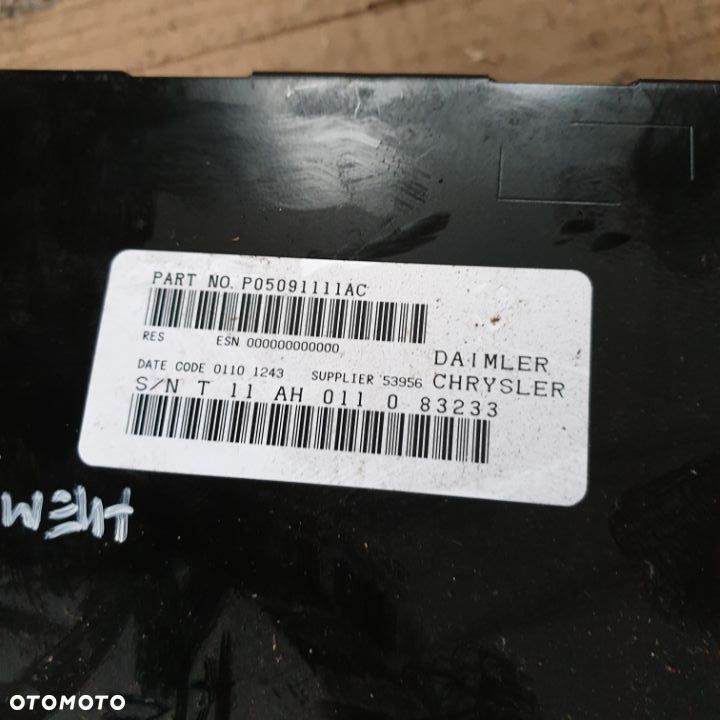 PART NO. P05091111AC
RES ESN 000000000000
DATE CODE 0110 1243 SUPPLIER 53956
DAIMLER
CHRYSLER
S/N T 11 AH 011 0 83233
HEM
OTOMOTO